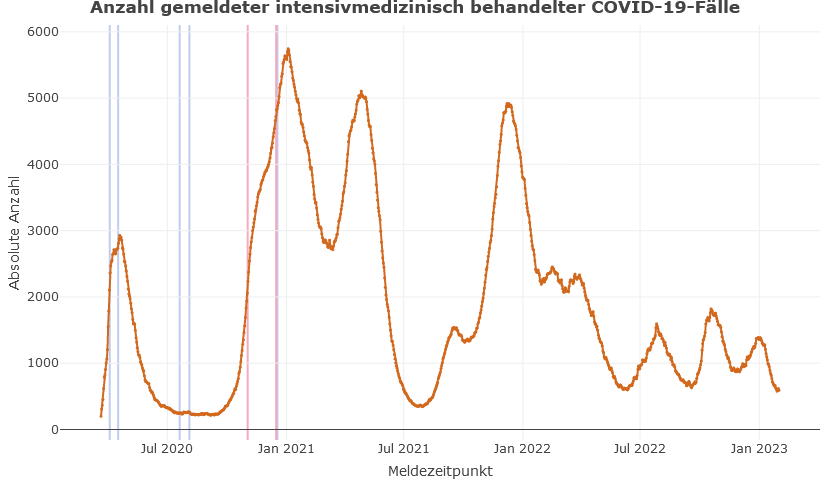 Anzahl gemeldeter intensivmedizinisch behandelter COVID-19-Fälle
6000
5000
4000
3000
2000
1000
0
Absolute Anzahl
Jul 2020
Jan 2021
Jul 2021
Jan 2022
Jul 2022
Jan 2023
Meldezeitpunkt